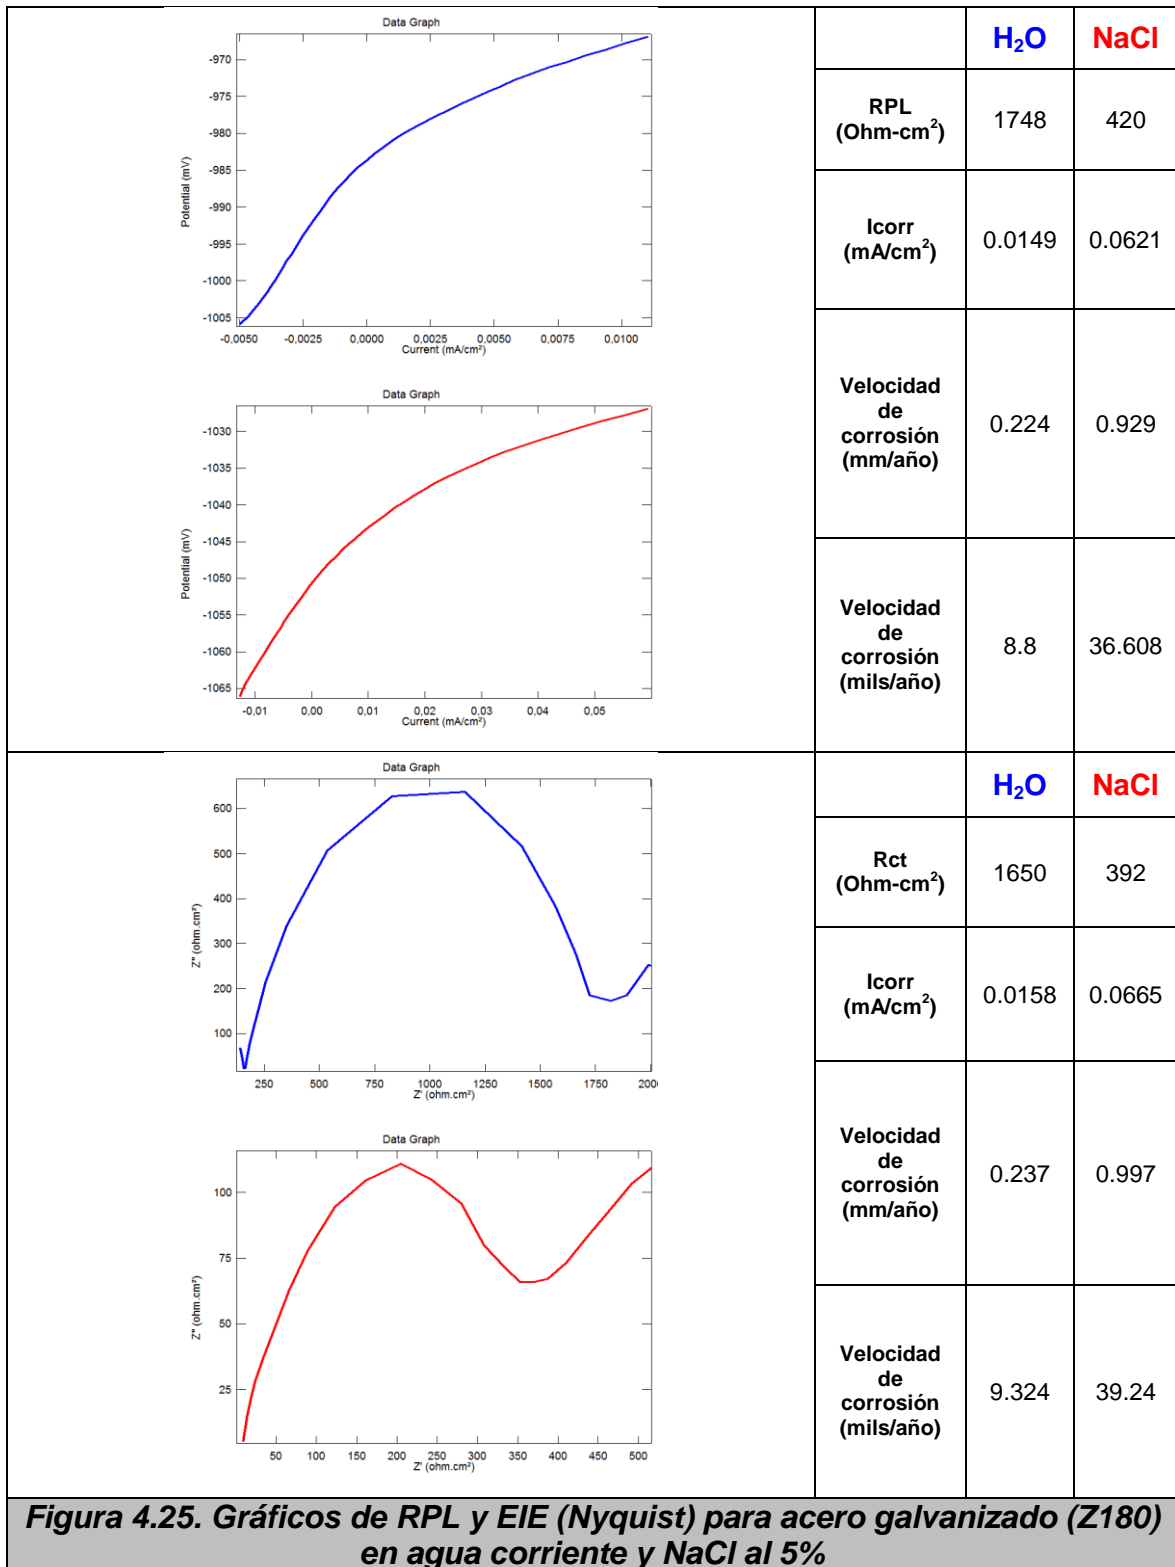 Data Graph
-970
-975
-980
-985
-990
-995
-1000
-1005
Potential (mV)
-0,0050 -0,0025 0,0000 0,0025 0,0050 0,0075 0,0100
Current (mA/cm²)
Data Graph
-1030
-1035
-1040
-1045
-1050
-1055
-1060
-1065
Potential (mV)
-0,01 0,00 0,01 0,02 0,03 0,04 0,05
Current (mA/cm²)
H₂O NaCl
RPL
(Ohm-cm²)
1748 420
Icorr
(mA/cm²)
0.0149 0.0621
Velocidad
de
corrosión
(mm/año)
0.224 0.929
Velocidad
de
corrosión
(mils/año)
8.8 36.608
Data Graph
600
500
400
300
200
100
Z'' (ohm.cm²)
250 500 750 1000 1250 1500 1750 200
Z' (ohm.cm²)
Data Graph
100
75
50
25
Z'' (ohm.cm²)
50 100 150 200 250 300 350 400 450 500
Z' (ohm.cm²)
H₂O NaCl
Rct
(Ohm-cm²)
1650 392
Icorr
(mA/cm²)
0.0158 0.0665
Velocidad
de
corrosión
(mm/año)
0.237 0.997
Velocidad
de
corrosión
(mils/año)
9.324 39.24
Figura 4.25. Gráficos de RPL y EIE (Nyquist) para acero galvanizado (Z180)
en agua corriente y NaCl al 5%